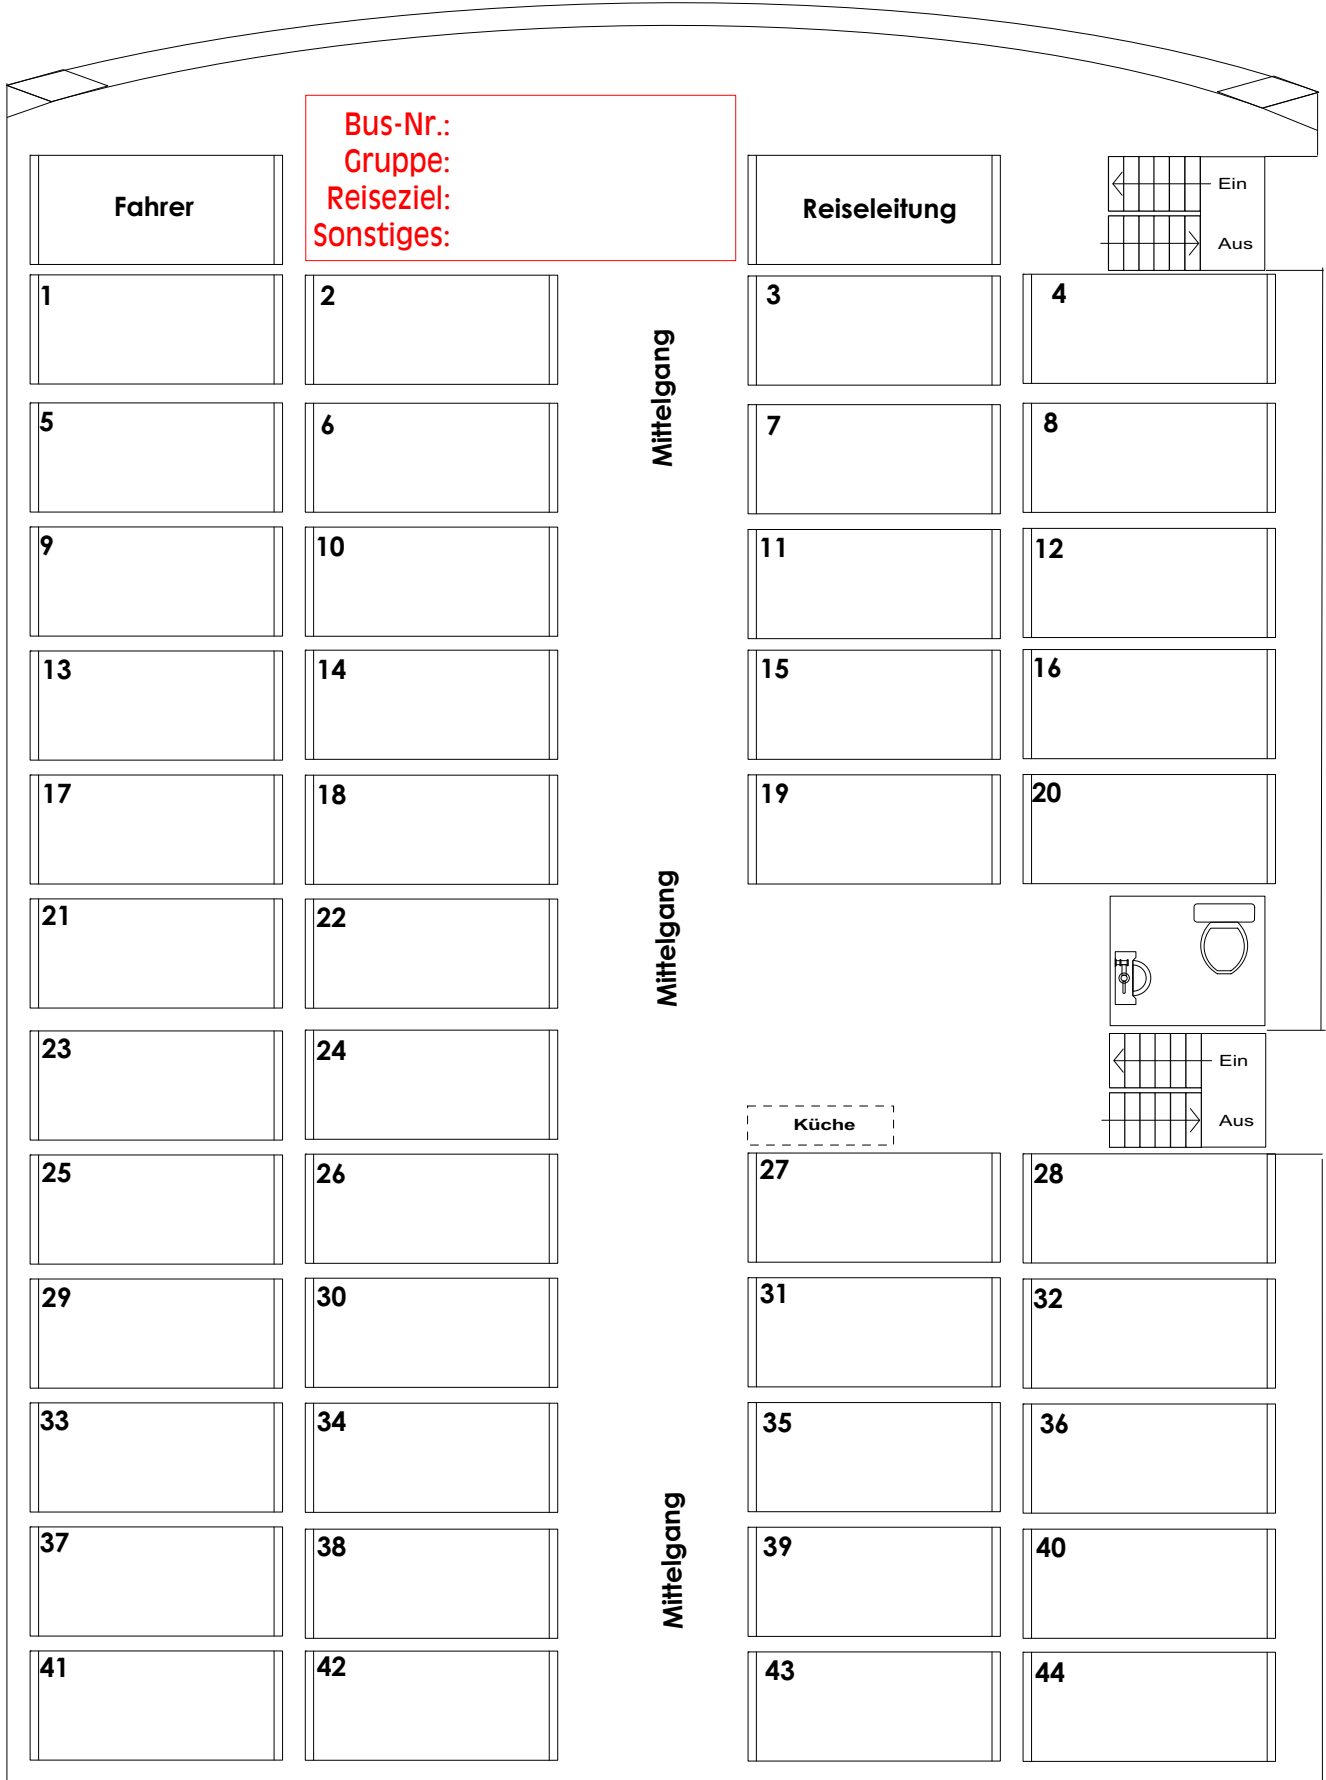 Bus-Nr.:
Gruppe:
Reiseziel:
Sonstiges:
Fahrer
Reiseleitung
Ein
Aus
1 2 3 4
Mittelgang
5 6 7 8
9 10 11 12
13 14 15 16
17 18 19 20
Mittelgang
21 22
23 24
Ein
Aus
Küche
25 26 27 28
29 30 31 32
33 34 35 36
Mittelgang
37 38 39 40
41 42 43 44